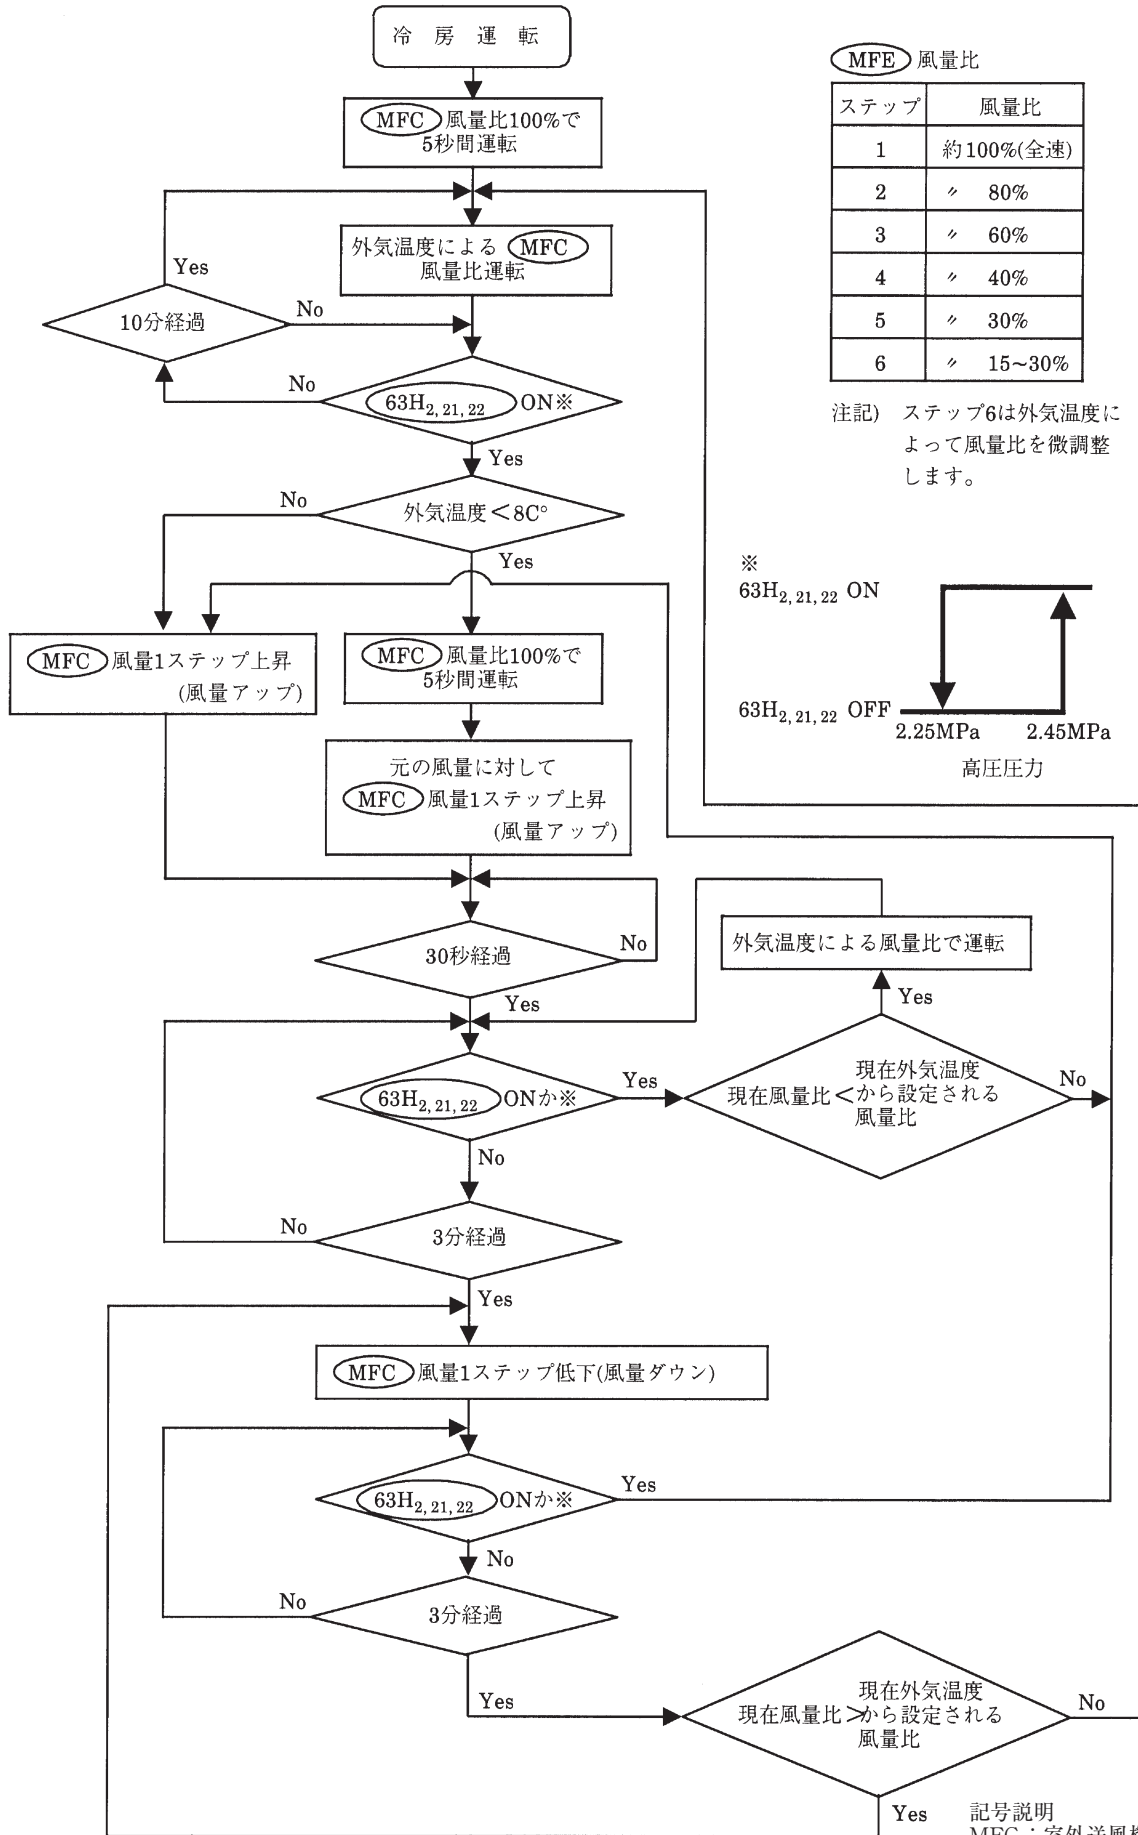 冷 房 運 転
MFC 風量比100%で
5秒間運転
外気温度による MFC
風量比運転
Yes
10分経過
No
No
63H2, 21, 22 ON※
Yes
No
外気温度<8C°
Yes
MFC 風量1ステップ上昇
(風量アップ)
MFC 風量比100%で
5秒間運転
元の風量に対して
MFC 風量1ステップ上昇
(風量アップ)
30秒経過
No
Yes
外気温度による風量比で運転
Yes
63H2, 21, 22 ONか※
Yes
現在風量比<
現在外気温度
から設定される
風量比
No
No
3分経過
No
Yes
MFC 風量1ステップ低下(風量ダウン)
63H2, 21, 22 ONか※
Yes
No
3分経過
No
Yes
現在風量比>
現在外気温度
から設定される
風量比
No
Yes
MFE 風量比
ステップ 風量比
1 約100%(全速)
2 〃 80%
3 〃 60%
4 〃 40%
5 〃 30%
6 〃 15~30%
注記) ステップ6は外気温度に
よって風量比を微調整
します。
※
63H2, 21, 22 ON
63H2, 21, 22 OFF
2.25MPa 2.45MPa
高圧圧力
記号説明
MFC:室外送風機